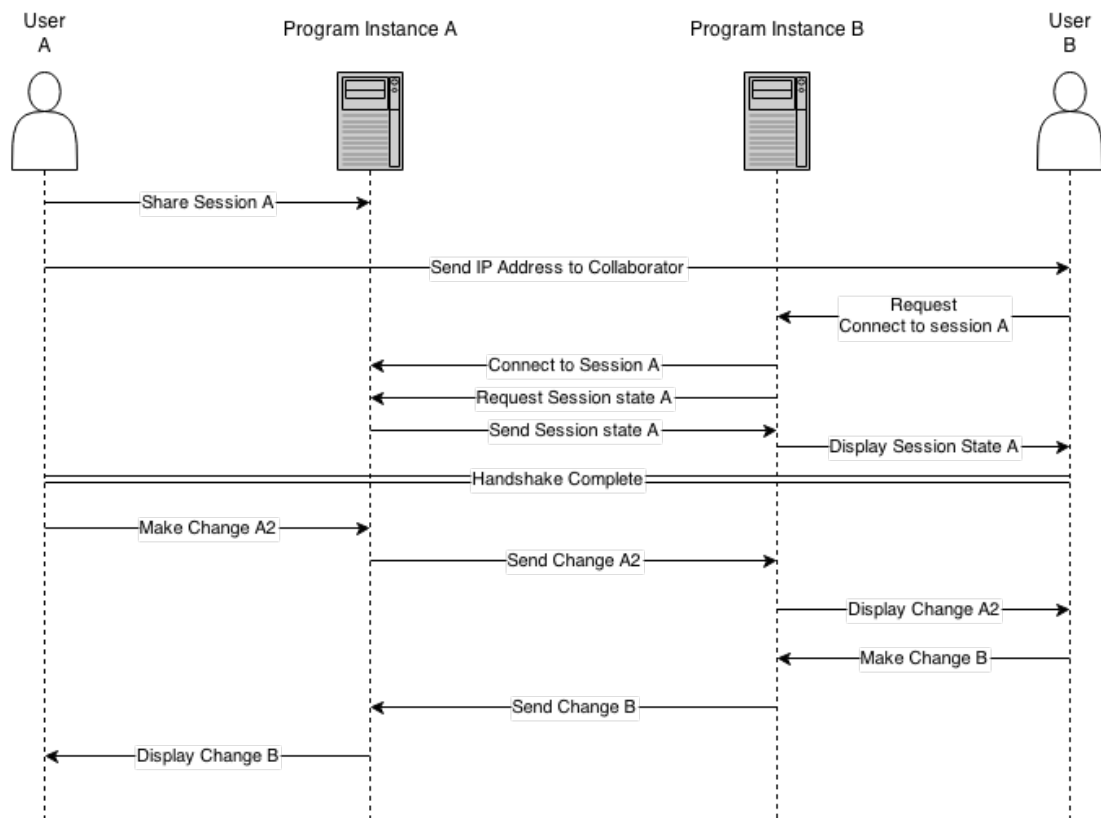 User
A
Program Instance A
Program Instance B
User
B
Share Session A
Send IP Address to Collaborator
Request
Connect to session A
Connect to Session A
Request Session state A
Send Session state A
Display Session State A
Handshake Complete
Make Change A2
Send Change A2
Display Change A2
Make Change B
Send Change B
Display Change B